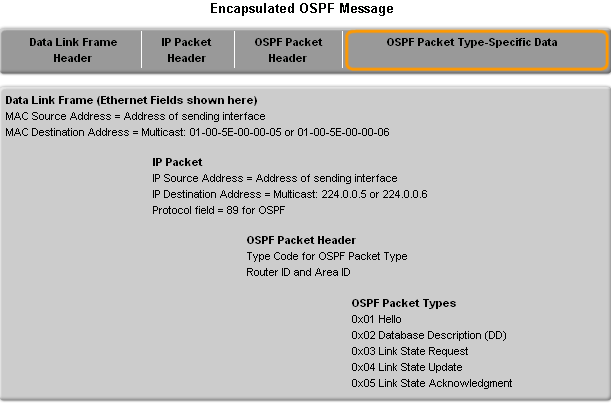 Encapsulated OSPF Message
Data Link Frame Header
IP Packet Header
OSPF Packet Header
OSPF Packet Type-Specific Data
Data Link Frame (Ethernet Fields shown here)
MAC Source Address = Address of sending interface
MAC Destination Address = Multicast: 01-00-5E-00-00-05 or 01-00-5E-00-00-06
IP Packet
IP Source Address = Address of sending interface
IP Destination Address = Multicast: 224.0.0.5 or 224.0.0.6
Protocol field = 89 for OSPF
OSPF Packet Header
Type Code for OSPF Packet Type
Router ID and Area ID
OSPF Packet Types
0x01 Hello
0x02 Database Description (DD)
0x03 Link State Request
0x04 Link State Update
0x05 Link State Acknowledgment